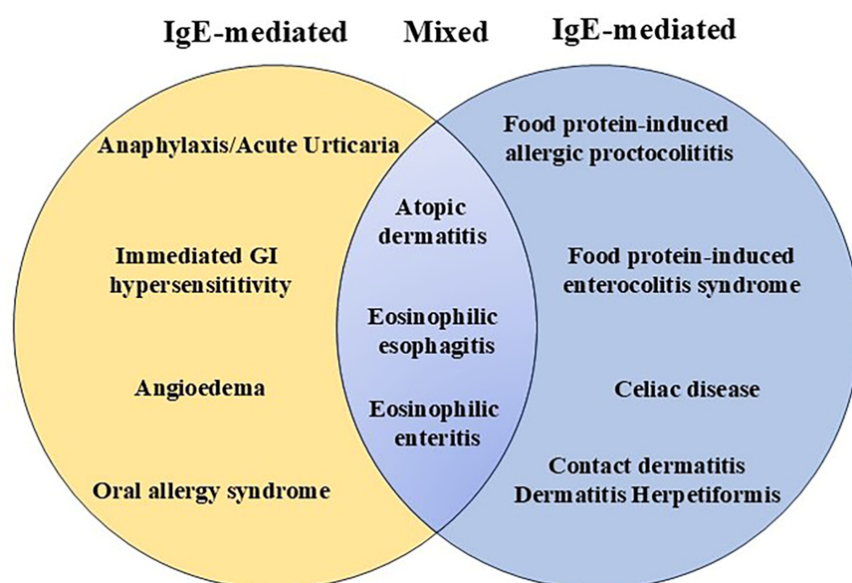 IgE-mediated Mixed IgE-mediated
Anaphylaxis/Acute Urticaria
Immediated GI
hypersensititivity
Angioedema
Oral allergy syndrome
Atopic
dermatitis
Eosinophilic
esophagitis
Eosinophilic
enteritis
Food protein-induced
allergic proctocolititis
Food protein-induced
enterocolitis syndrome
Celiac disease
Contact dermatitis
Dermatitis Herpetiformis